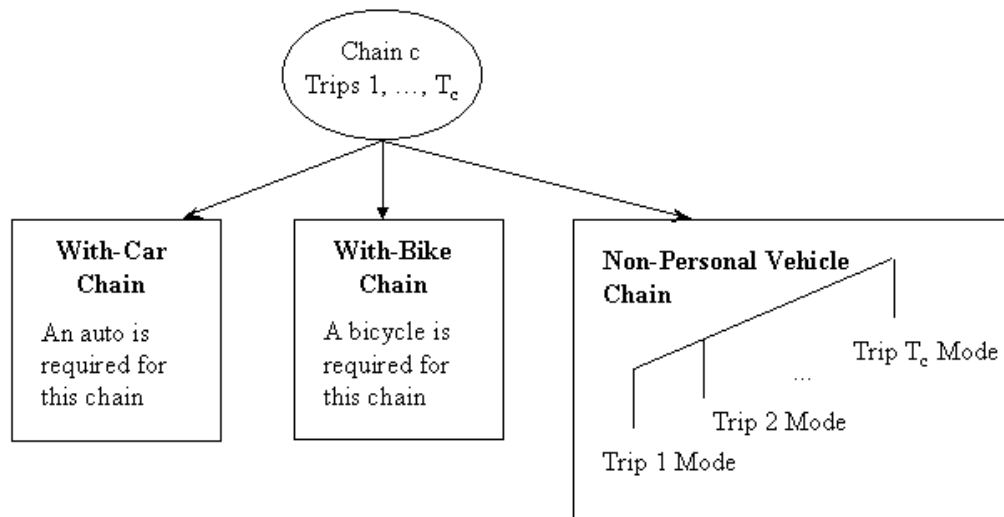 Chain c
Trips 1, ..., T_c
With-Car
Chain
An auto is
required for
this chain
With-Bike
Chain
A bicycle is
required for
this chain
Non-Personal Vehicle
Chain
Trip T_c Mode
...
Trip 2 Mode
Trip 1 Mode